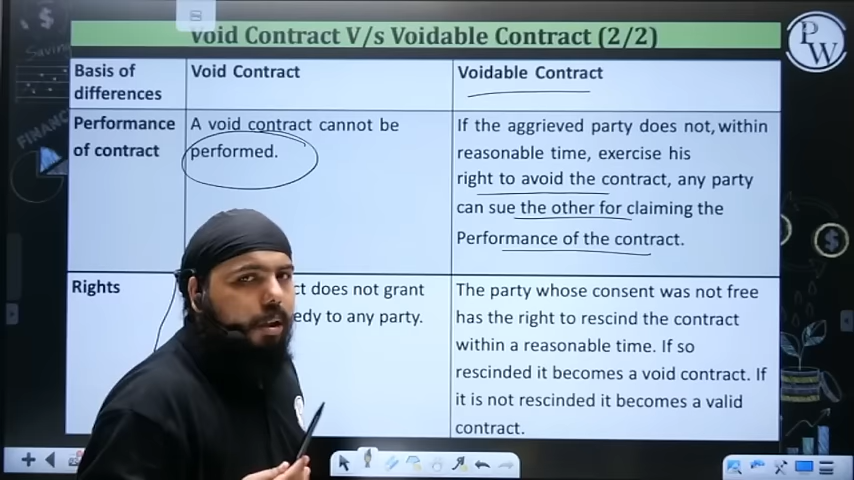 Void Contract V/s Voidable Contract (2/2)
P
W
Saving
FINANC
Basis of
differences
Void Contract
Voidable Contract
Performance
of contract
A void contract cannot be
performed.
If the aggrieved party does not, within
reasonable time, exercise his
right to avoid the contract, any party
can sue the other for claiming the
Performance of the contract.
Rights
ct does not grant
edy to any party.
The party whose consent was not free
has the right to rescind the contract
within a reasonable time. If so
rescinded it becomes a void contract. If
it is not rescinded it becomes a valid
contract.